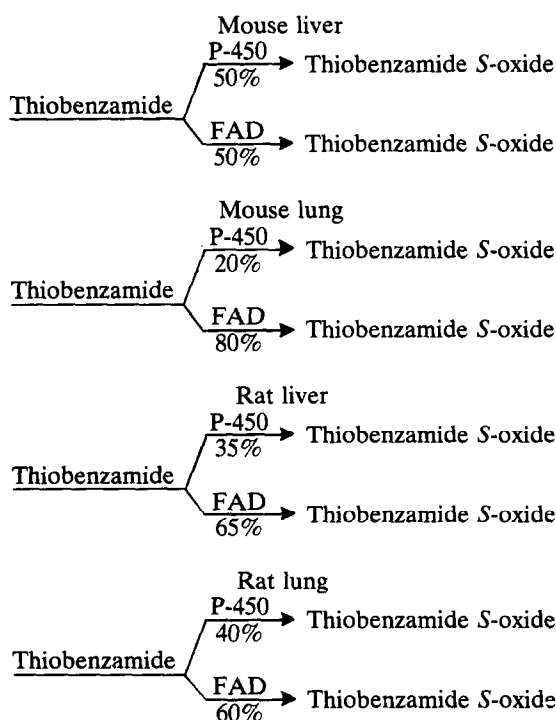 Mouse liver
P-450
50%
Thiobenzamide S-oxide
Thiobenzamide
FAD
50%
Thiobenzamide S-oxide
Mouse lung
P-450
20%
Thiobenzamide S-oxide
Thiobenzamide
FAD
80%
Thiobenzamide S-oxide
Rat liver
P-450
35%
Thiobenzamide S-oxide
Thiobenzamide
FAD
65%
Thiobenzamide S-oxide
Rat lung
P-450
40%
Thiobenzamide S-oxide
Thiobenzamide
FAD
60%
Thiobenzamide S-oxide